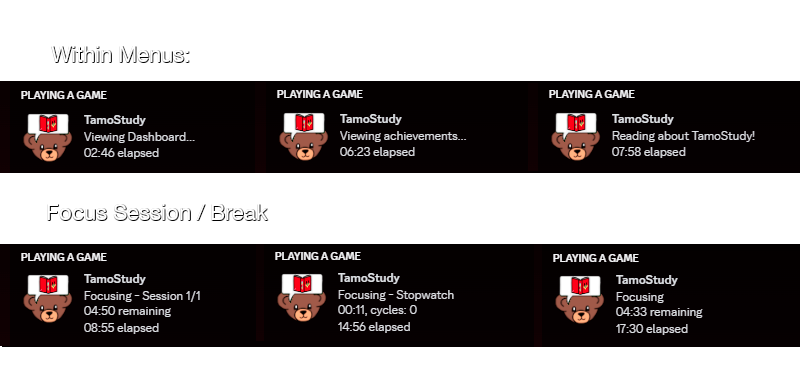 Within Menus:
PLAYING A GAME
TamoStudy
Viewing Dashboard...
02:46 elapsed
PLAYING A GAME
TamoStudy
Viewing achievements...
06:23 elapsed
PLAYING A GAME
TamoStudy
Reading about TamoStudy!
07:58 elapsed
Focus Session / Break
PLAYING A GAME
TamoStudy
Focusing - Session 1/1
04:50 remaining
08:55 elapsed
PLAYING A GAME
TamoStudy
Focusing - Stopwatch
00:11, cycles: 0
14:56 elapsed
PLAYING A GAME
TamoStudy
Focusing
04:33 remaining
17:30 elapsed